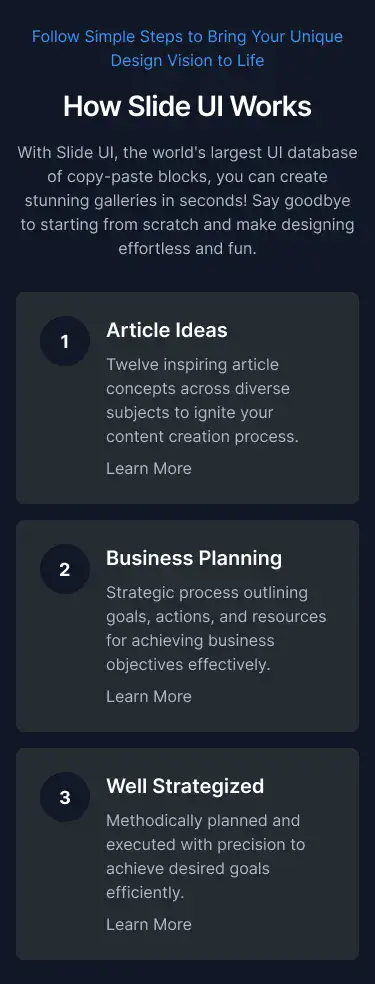 Follow Simple Steps to Bring Your Unique
Design Vision to Life
How Slide UI Works
With Slide UI, the world's largest UI database
of copy-paste blocks, you can create
stunning galleries in seconds! Say goodbye
to starting from scratch and make designing
effortless and fun.
1
Article Ideas
Twelve inspiring article
concepts across diverse
subjects to ignite your
content creation process.
Learn More
2
Business Planning
Strategic process outlining
goals, actions, and resources
for achieving business
objectives effectively.
Learn More
3
Well Strategized
Methodically planned and
executed with precision to
achieve desired goals
efficiently.
Learn More